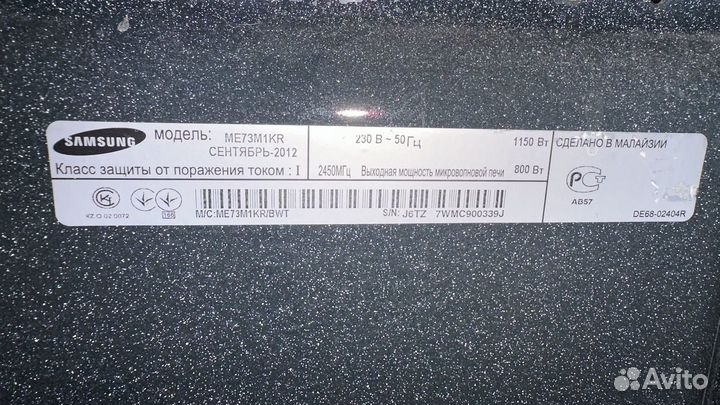 SAMSUNG
МОДЕЛЬ: ME73M1KR
СЕНТЯБРЬ-2012
Класс защиты от поражения током : I
230 В ~ 50Гц 1150 Вт
2450МГц Выходная мощность микроволновой печи 800 Вт
СДЕЛАНО В МАЛАЙЗИИ
KZ.O.02.0072
M/C:ME73M1KR/BWT
S/N: J6TZ 7WMC900339J
АВ57
DE68-02404R
Avito